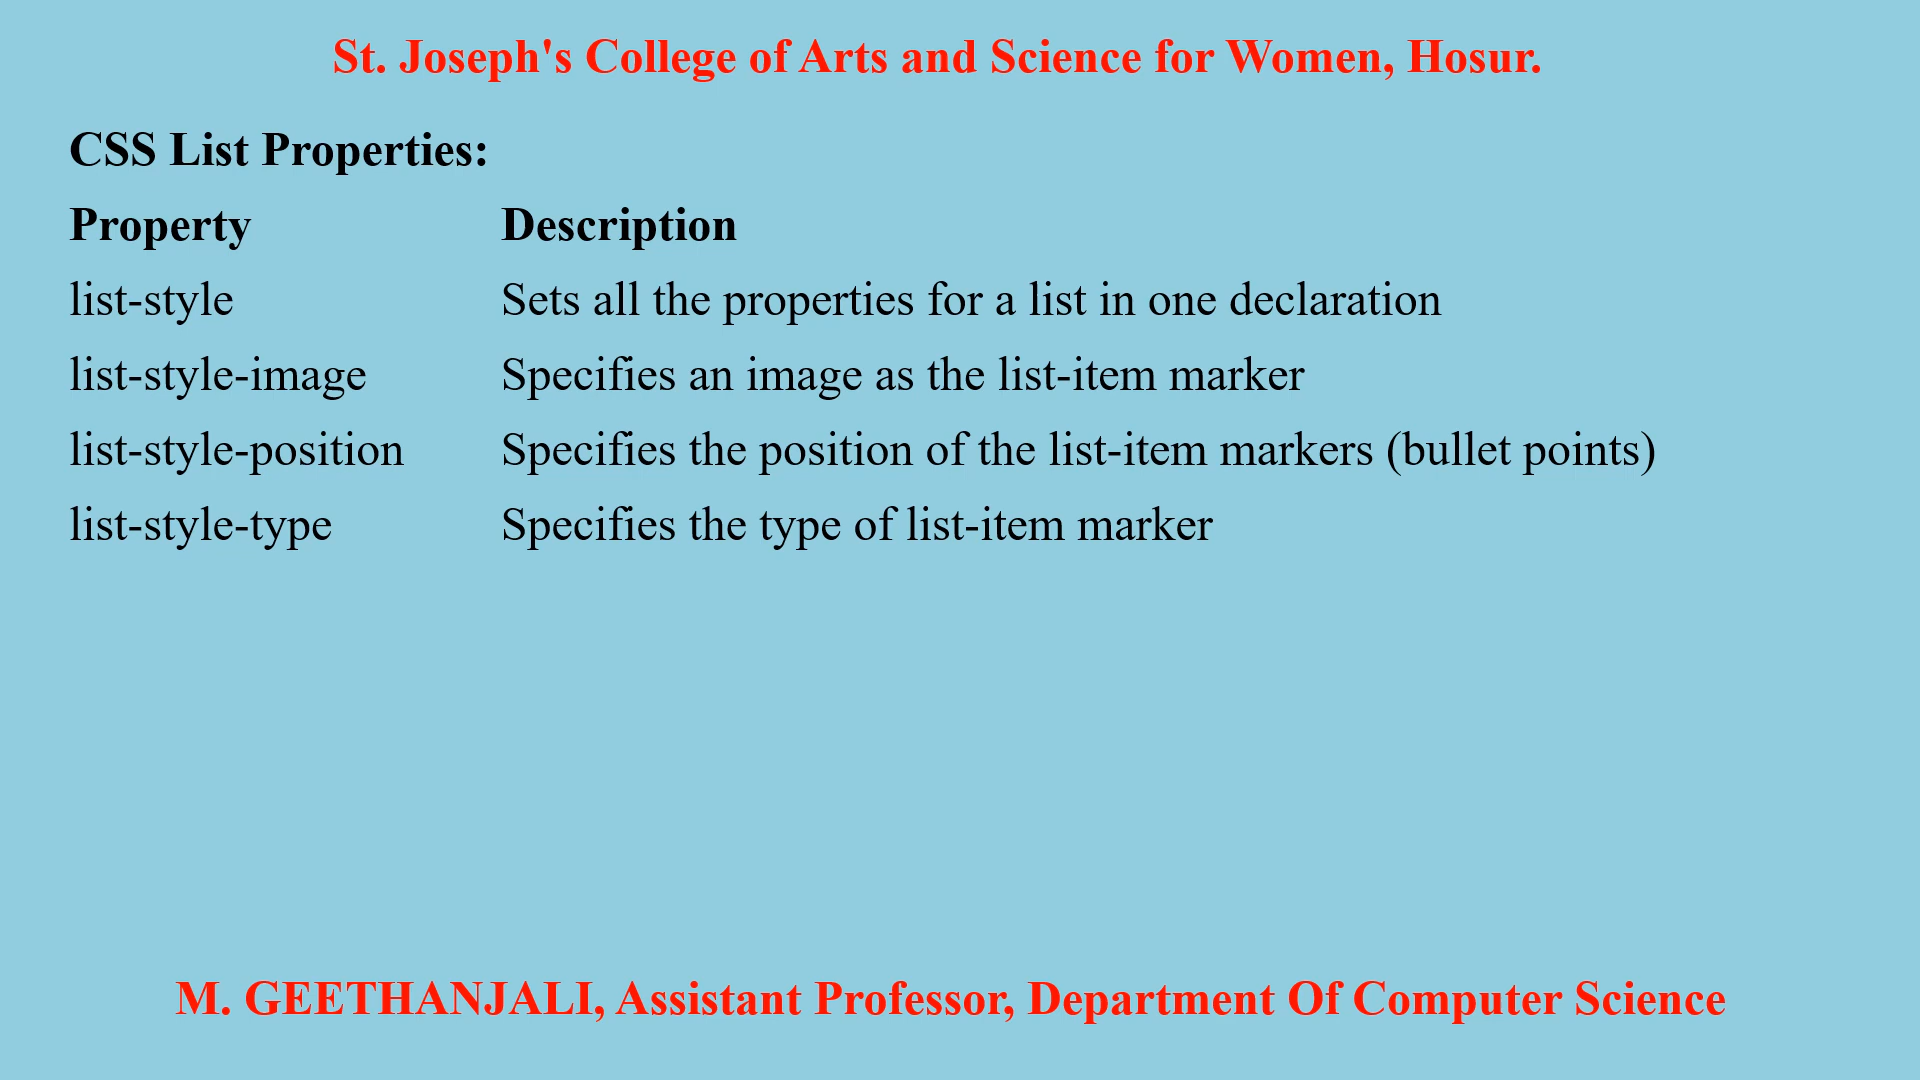 St. Joseph's College of Arts and Science for Women, Hosur.
CSS List Properties:
Property Description
list-style Sets all the properties for a list in one declaration
list-style-image Specifies an image as the list-item marker
list-style-position Specifies the position of the list-item markers (bullet points)
list-style-type Specifies the type of list-item marker
M. GEETHANJALI, Assistant Professor, Department Of Computer Science